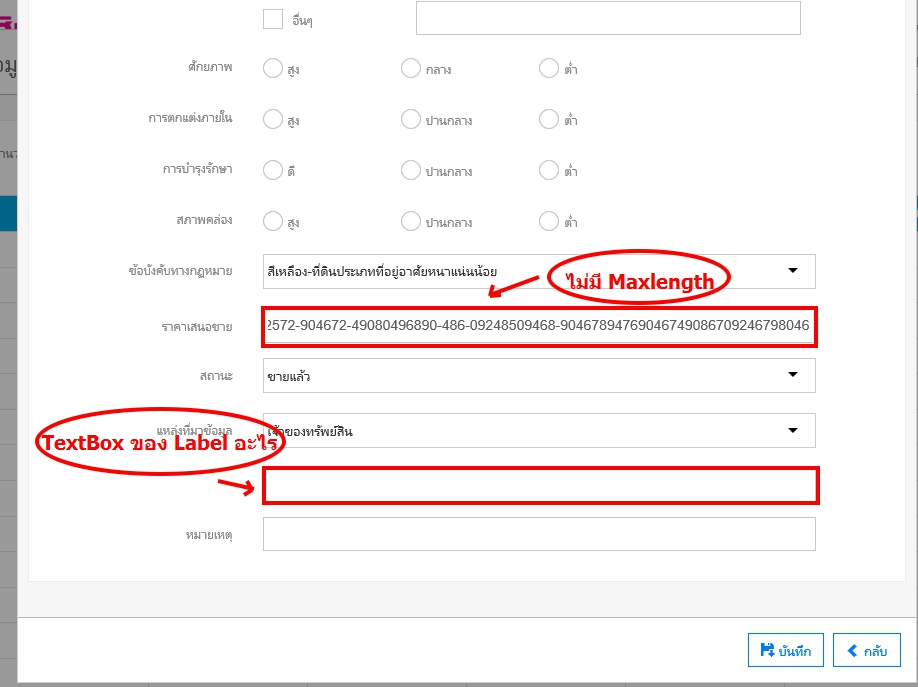 อื่นๆ
ศักยภาพ สูง กลาง ต่ำ
การตกแต่งภายใน สูง ปานกลาง ต่ำ
การบำรุงรักษา ดี ปานกลาง ต่ำ
สภาพคล่อง สูง ปานกลาง ต่ำ
ข้อบังคับทางกฎหมาย สีเหลือง-ที่ดินประเภทที่อยู่อาศัยหนาแน่นน้อย
ไม่มี Maxlength
ราคาเสนอขาย 2572-904672-49080496890-486-09248509468-90467894769046749086709246798046
สถานะ ขายแล้ว
แหล่งที่มาข้อมูล เจ้าของทรัพย์สิน
TextBox ของ Label อะไร
หมายเหตุ
บันทึก กลับ